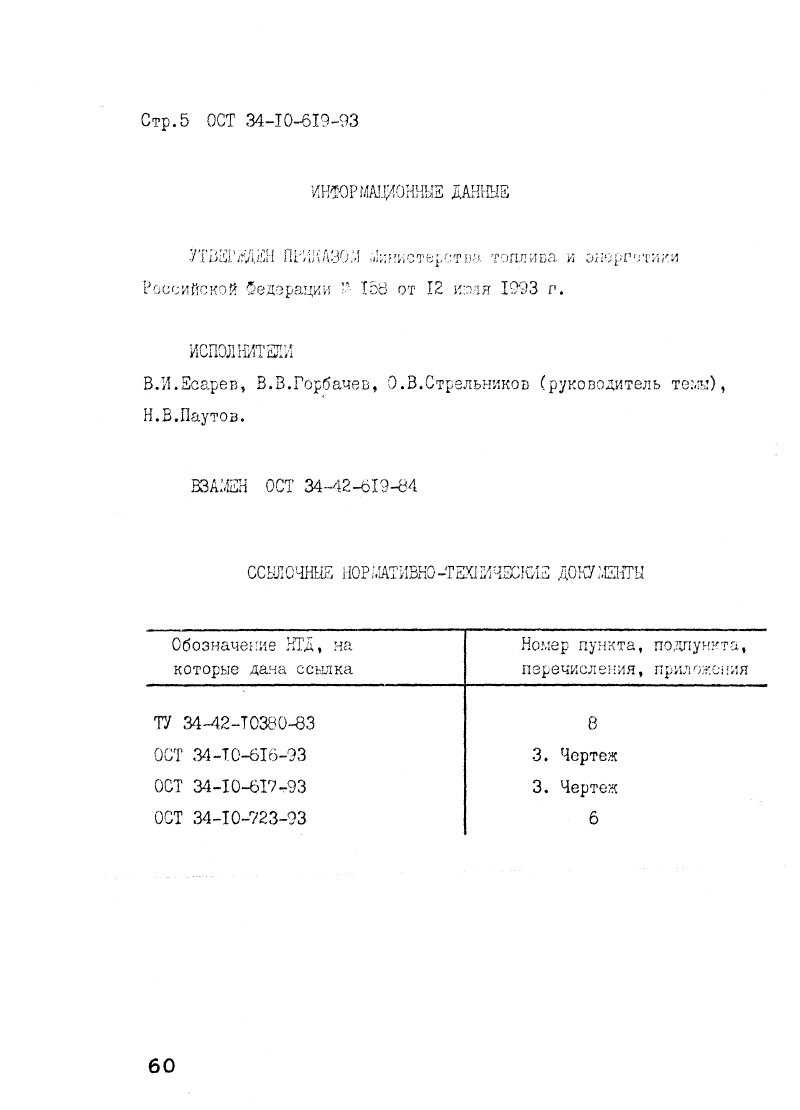 Стр.5 ОСТ 34-10-619-93
ИНФОРМАЦИОННЫЕ ДАННЫЕ
УТВЕРЖДЕН ПРИКАЗОМ Министерства топлива и энергетики
Российской Федерации № 158 от 12 июля 1993 г.
ИСПОЛНИТЕЛИ
В.И.Есарев, В.В.Горбачев, О.В.Стрельников (руководитель темы),
Н.В.Паутов.
ВЗАМЕН ОСТ 34-42-619-84
ССЫЛОЧНЫЕ НОРМАТИВНО-ТЕХНИЧЕСКИЕ ДОКУМЕНТЫ
Обозначение НТД, на
которые дана ссылка
Номер пункта, подпункта,
перечисления, приложения
ТУ 34-42-10380-83 8
ОСТ 34-10-616-93 3. Чертеж
ОСТ 34-10-617-93 3. Чертеж
ОСТ 34-10-723-93 6
60